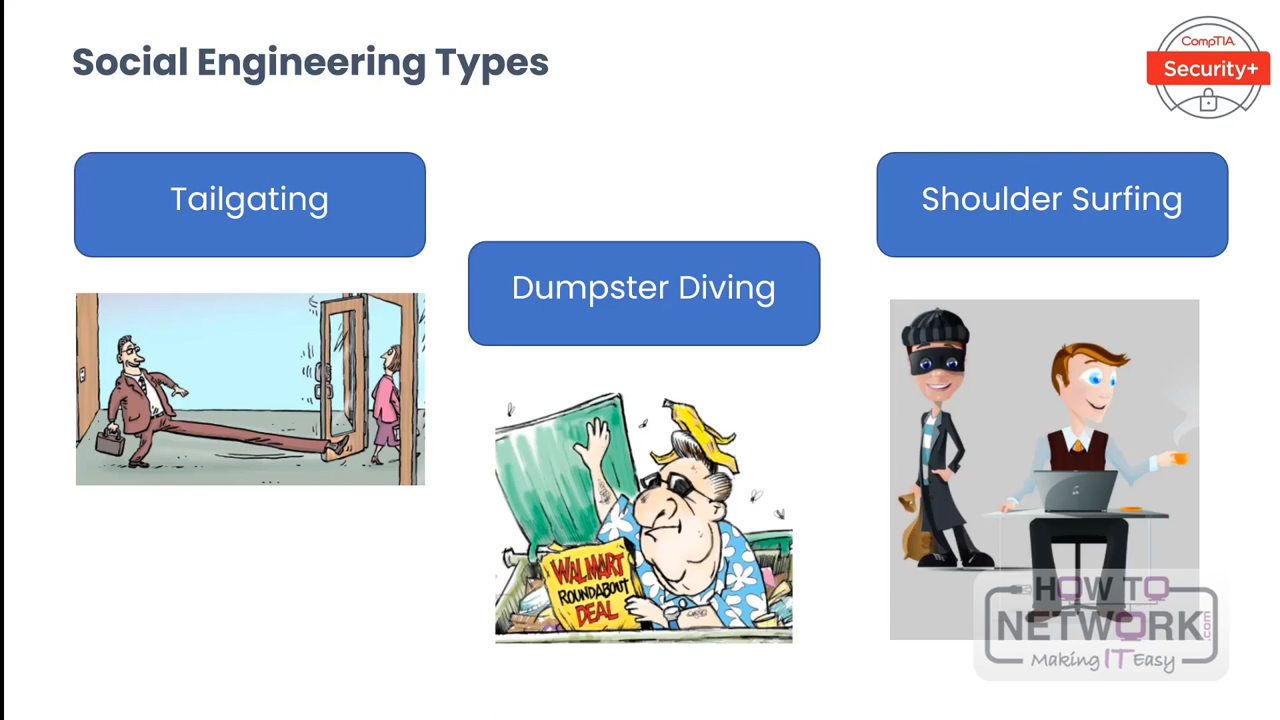 Social Engineering Types
CompTIA
Security+
Tailgating
Shoulder Surfing
Dumpster Diving
WALMART
ROUNDABOUT
DEAL
HOW TO
NETWORK.com
Making IT Easy